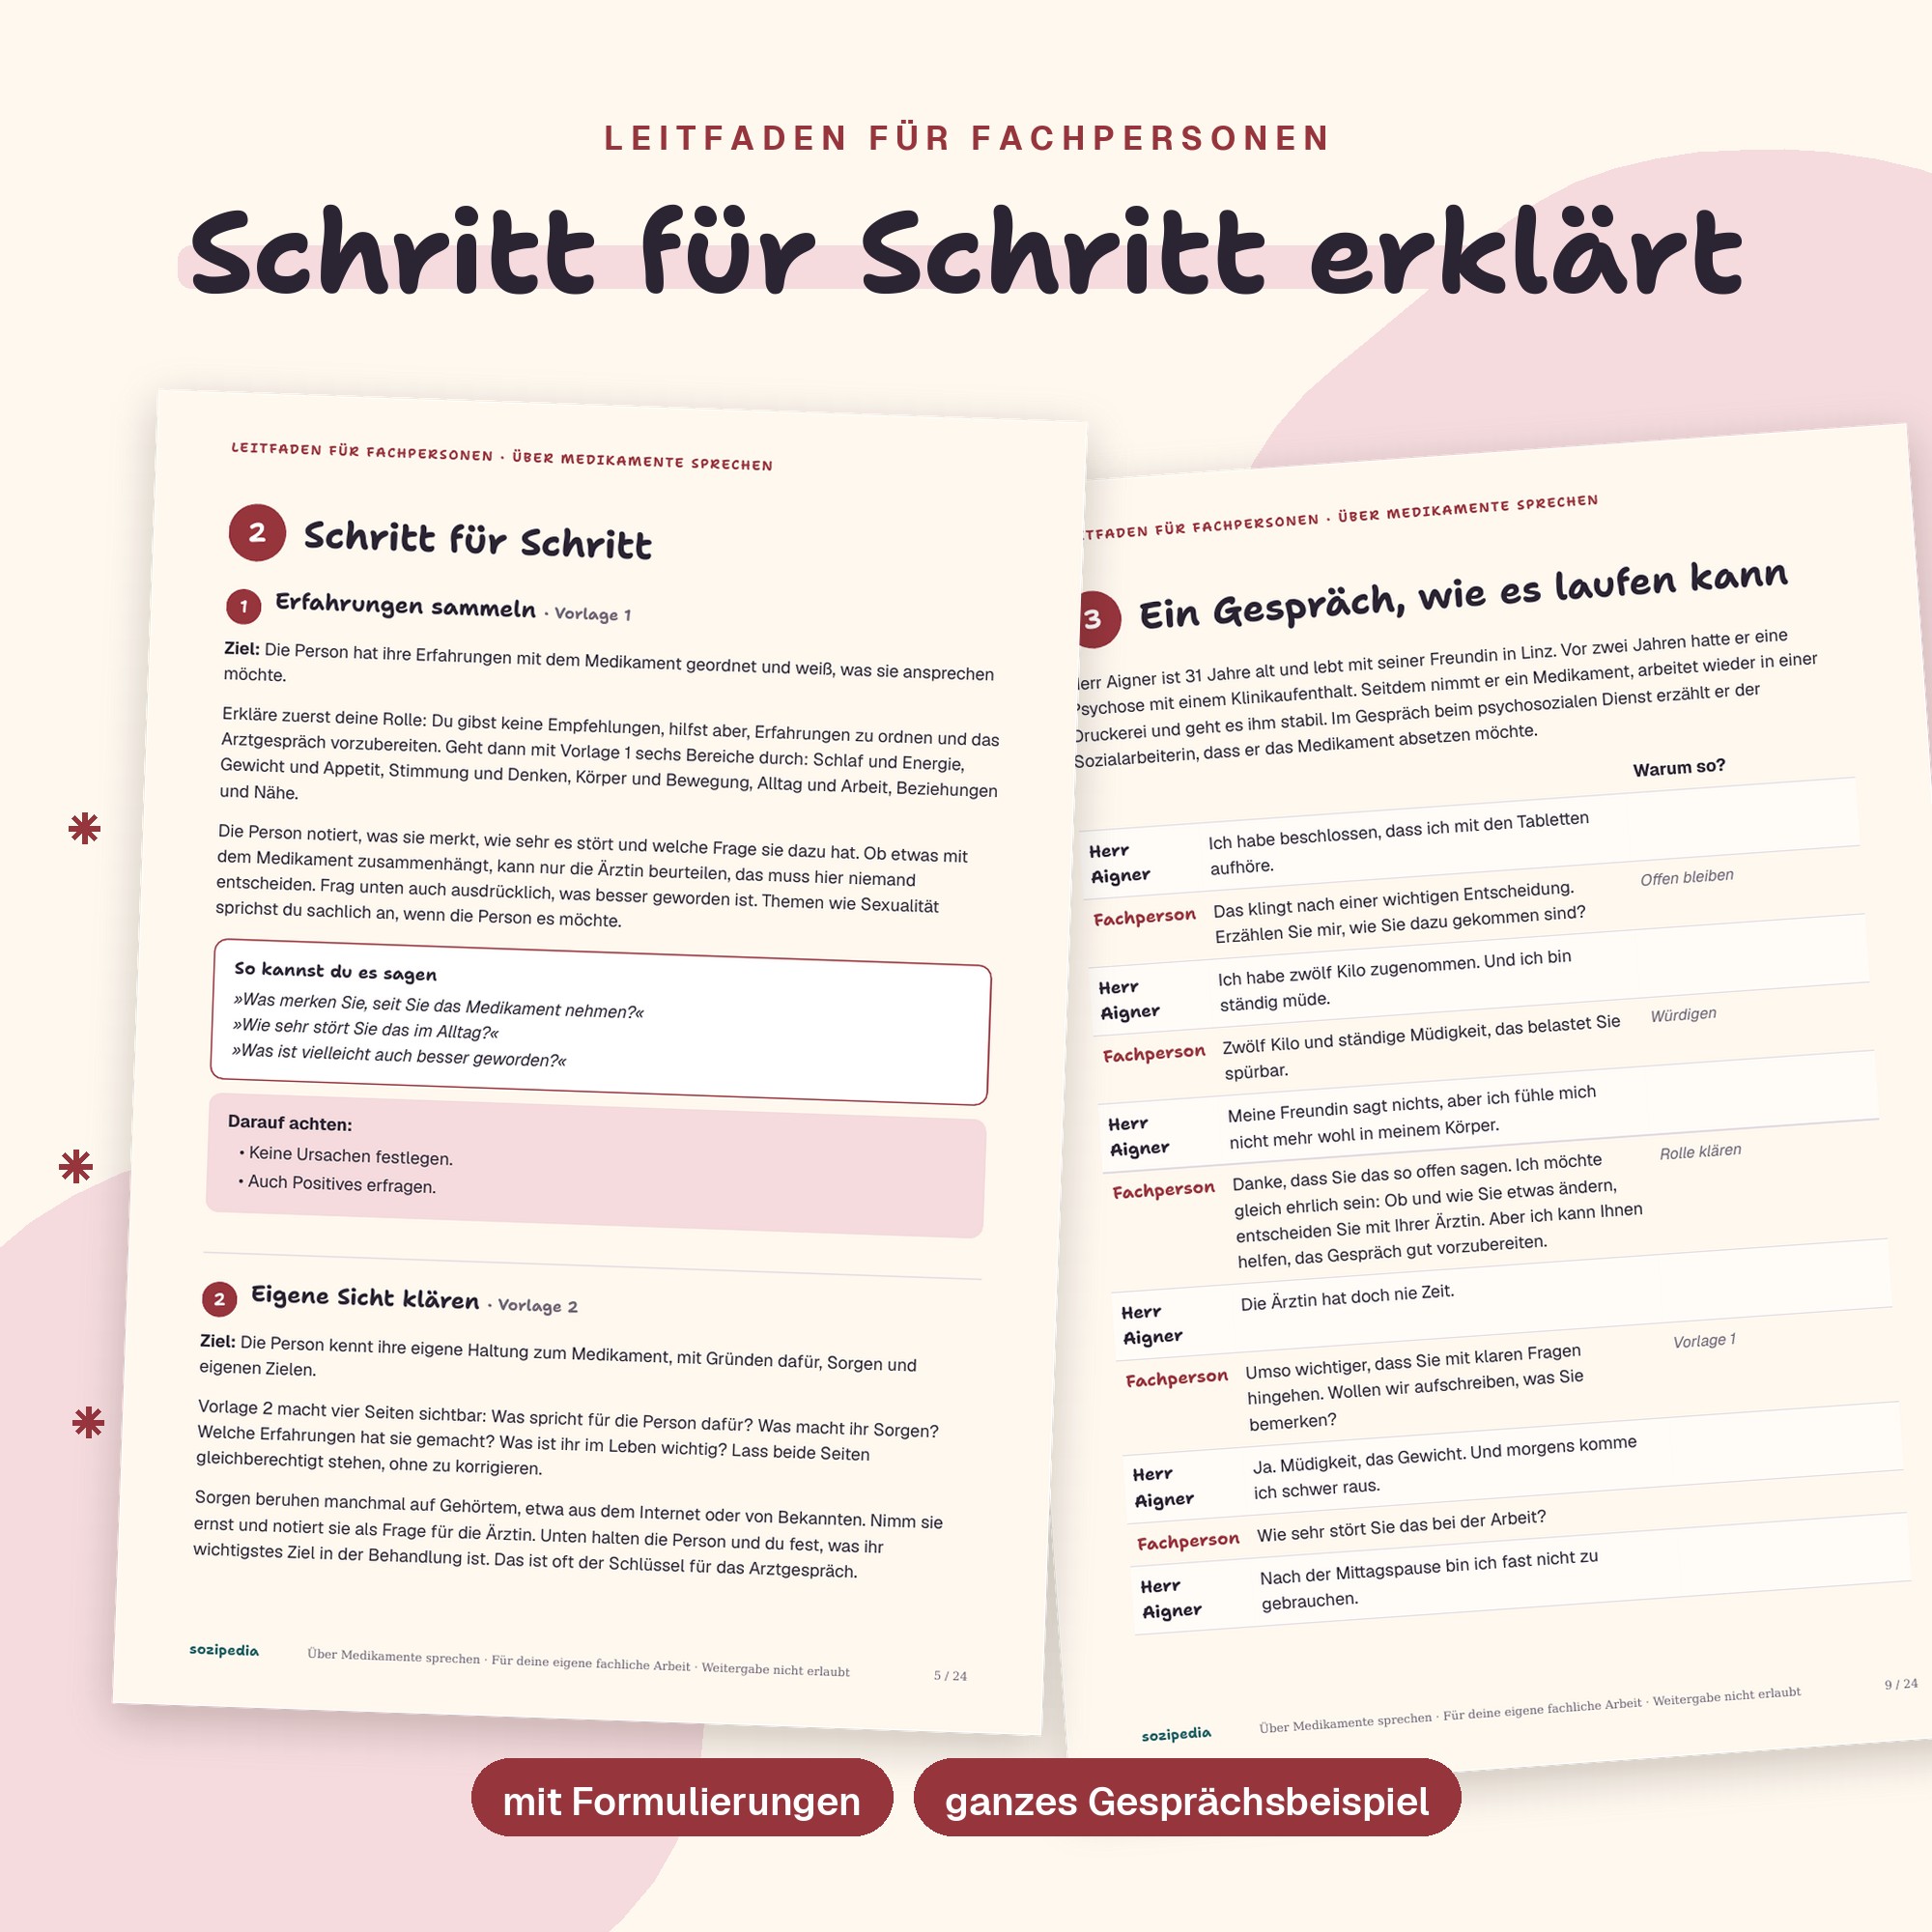 LEITFADEN FÜR FACHPERSONEN
Schritt für Schritt erklärt
LEITFADEN FÜR FACHPERSONEN · ÜBER MEDIKAMENTE SPRECHEN
2 Schritt für Schritt
1 Erfahrungen sammeln · Vorlage 1
Ziel: Die Person hat ihre Erfahrungen mit dem Medikament geordnet und weiß, was sie ansprechen
möchte.
Erkläre zuerst deine Rolle: Du gibst keine Empfehlungen, hilfst aber, Erfahrungen zu ordnen und das
Arztgespräch vorzubereiten. Geht dann mit Vorlage 1 sechs Bereiche durch: Schlaf und Energie,
Gewicht und Appetit, Stimmung und Denken, Körper und Bewegung, Alltag und Arbeit, Beziehungen
und Nähe.
Die Person notiert, was sie merkt, wie sehr es stört und welche Frage sie dazu hat. Ob etwas mit
dem Medikament zusammenhängt, kann nur die Ärztin beurteilen, das muss hier niemand
entscheiden. Frag unten auch ausdrücklich, was besser geworden ist. Themen wie Sexualität
sprichst du sachlich an, wenn die Person es möchte.
So kannst du es sagen
»Was merken Sie, seit Sie das Medikament nehmen?«
»Wie sehr stört Sie das im Alltag?«
»Was ist vielleicht auch besser geworden?«
Darauf achten:
• Keine Ursachen festlegen.
• Auch Positives erfragen.
2 Eigene Sicht klären · Vorlage 2
Ziel: Die Person kennt ihre eigene Haltung zum Medikament, mit Gründen dafür, Sorgen und
eigenen Zielen.
Vorlage 2 macht vier Seiten sichtbar: Was spricht für die Person dafür? Was macht ihr Sorgen?
Welche Erfahrungen hat sie gemacht? Was ist ihr im Leben wichtig? Lass beide Seiten
gleichberechtigt stehen, ohne zu korrigieren.
Sorgen beruhen manchmal auf Gehörtem, etwa aus dem Internet oder von Bekannten. Nimm sie
ernst und notiert sie als Frage für die Ärztin. Unten halten die Person und du fest, was ihr
wichtigstes Ziel in der Behandlung ist. Das ist oft der Schlüssel für das Arztgespräch.
sozipedia Über Medikamente sprechen · Für deine eigene fachliche Arbeit · Weitergabe nicht erlaubt 5 / 24
TFADEN FÜR FACHPERSONEN · ÜBER MEDIKAMENTE SPRECHEN
3 Ein Gespräch, wie es laufen kann
Herr Aigner ist 31 Jahre alt und lebt mit seiner Freundin in Linz. Vor zwei Jahren hatte er eine
Psychose mit einem Klinikaufenthalt. Seitdem nimmt er ein Medikament, arbeitet wieder in einer
Druckerei und geht es ihm stabil. Im Gespräch beim psychosozialen Dienst erzählt er der
Sozialarbeiterin, dass er das Medikament absetzen möchte.
Warum so?
Herr Aigner Ich habe beschlossen, dass ich mit den Tabletten
aufhöre.
Fachperson Das klingt nach einer wichtigen Entscheidung. Offen bleiben
Erzählen Sie mir, wie Sie dazu gekommen sind?
Herr Aigner Ich habe zwölf Kilo zugenommen. Und ich bin
ständig müde.
Fachperson Zwölf Kilo und ständige Müdigkeit, das belastet Sie Würdigen
spürbar.
Herr Aigner Meine Freundin sagt nichts, aber ich fühle mich
nicht mehr wohl in meinem Körper.
Fachperson Danke, dass Sie das so offen sagen. Ich möchte Rolle klären
gleich ehrlich sein: Ob und wie Sie etwas ändern,
entscheiden Sie mit Ihrer Ärztin. Aber ich kann Ihnen
helfen, das Gespräch gut vorzubereiten.
Herr Aigner Die Ärztin hat doch nie Zeit.
Fachperson Umso wichtiger, dass Sie mit klaren Fragen Vorlage 1
hingehen. Wollen wir aufschreiben, was Sie
bemerken?
Herr Aigner Ja. Müdigkeit, das Gewicht. Und morgens komme
ich schwer raus.
Fachperson Wie sehr stört Sie das bei der Arbeit?
Herr Aigner Nach der Mittagspause bin ich fast nicht zu
gebrauchen.
sozipedia Über Medikamente sprechen · Für deine eigene fachliche Arbeit · Weitergabe nicht erlaubt 9 / 24
mit Formulierungen
ganzes Gesprächsbeispiel